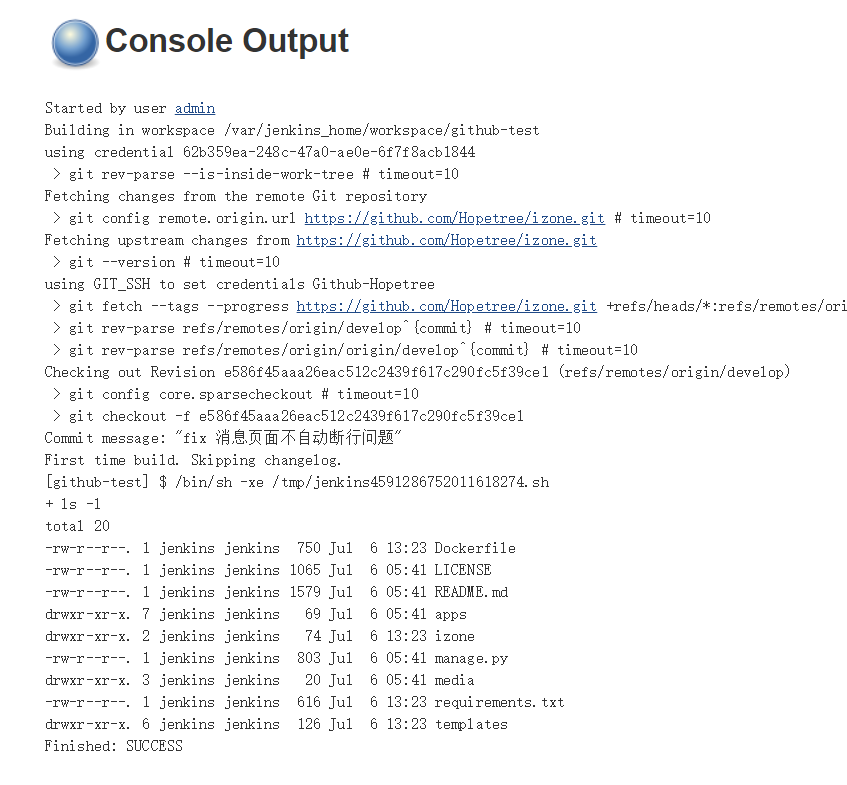 Console Output
Started by user admin
Building in workspace /var/jenkins_home/workspace/github-test
using credential 62b359ea-248c-47a0-ae0e-6f7f8acb1844
 > git rev-parse --is-inside-work-tree # timeout=10
Fetching changes from the remote Git repository
 > git config remote.origin.url https://github.com/Hopetree/izone.git # timeout=10
Fetching upstream changes from https://github.com/Hopetree/izone.git
 > git --version # timeout=10
using GIT_SSH to set credentials Github-Hopetree
 > git fetch --tags --progress https://github.com/Hopetree/izone.git +refs/heads/*:refs/remotes/ori
 > git rev-parse refs/remotes/origin/develop^{commit} # timeout=10
 > git rev-parse refs/remotes/origin/origin/develop^{commit} # timeout=10
Checking out Revision e586f45aaa26eac512c2439f617c290fc5f39ce1 (refs/remotes/origin/develop)
 > git config core.sparsecheckout # timeout=10
 > git checkout -f e586f45aaa26eac512c2439f617c290fc5f39ce1
Commit message: "fix 消息页面不自动断行问题"
First time build. Skipping changelog.
[github-test] $ /bin/sh -xe /tmp/jenkins4591286752011618274.sh
+ ls -l
total 20
-rw-r--r--. 1 jenkins jenkins  750 Jul  6 13:23 Dockerfile
-rw-r--r--. 1 jenkins jenkins 1065 Jul  6 05:41 LICENSE
-rw-r--r--. 1 jenkins jenkins 1579 Jul  6 05:41 README.md
drwxr-xr-x. 7 jenkins jenkins   69 Jul  6 05:41 apps
drwxr-xr-x. 2 jenkins jenkins   74 Jul  6 13:23 izone
-rw-r--r--. 1 jenkins jenkins  803 Jul  6 05:41 manage.py
drwxr-xr-x. 3 jenkins jenkins   20 Jul  6 05:41 media
-rw-r--r--. 1 jenkins jenkins  616 Jul  6 13:23 requirements.txt
drwxr-xr-x. 6 jenkins jenkins  126 Jul  6 13:23 templates
Finished: SUCCESS